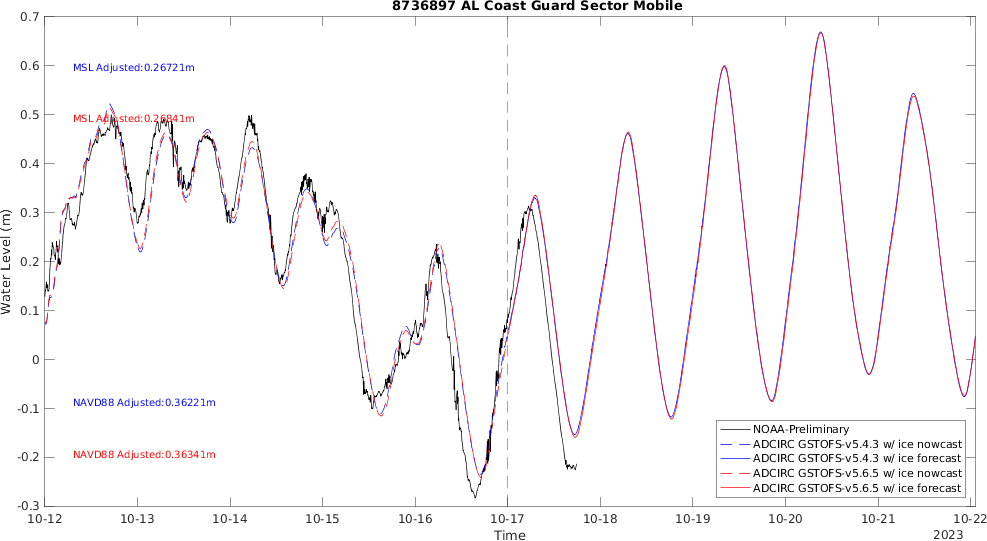 8736897 AL Coast Guard Sector Mobile
0.7
0.6
0.5
0.4
0.3
0.2
0.1
0
-0.1
-0.2
-0.3
Water Level (m)
MSL Adjusted:0.26721m
MSL Adjusted:0.26841m
NAVD88 Adjusted:0.36221m
NAVD88 Adjusted:0.36341m
NOAA-Preliminary
ADCIRC GSTOFS-v5.4.3 w/ ice nowcast
ADCIRC GSTOFS-v5.4.3 w/ ice forecast
ADCIRC GSTOFS-v5.6.5 w/ ice nowcast
ADCIRC GSTOFS-v5.6.5 w/ ice forecast
10-12 10-13 10-14 10-15 10-16 10-17 10-18 10-19 10-20 10-21 10-22
Time
2023